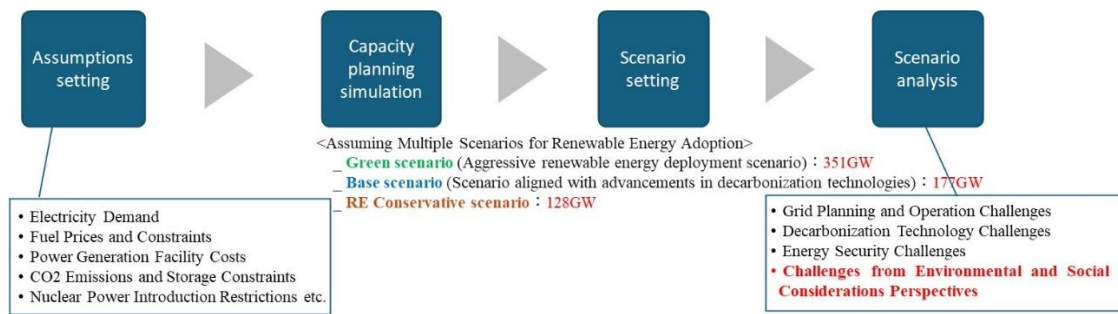 Assumptions
setting
Capacity
planning
simulation
Scenario
setting
Scenario
analysis
<Assuming Multiple Scenarios for Renewable Energy Adoption>
_ Green scenario (Aggressive renewable energy deployment scenario)：351GW
_ Base scenario (Scenario aligned with advancements in decarbonization technologies)：177GW
_ RE Conservative scenario：128GW
• Electricity Demand
• Fuel Prices and Constraints
• Power Generation Facility Costs
• CO2 Emissions and Storage Constraints
• Nuclear Power Introduction Restrictions etc.
• Grid Planning and Operation Challenges
• Decarbonization Technology Challenges
• Energy Security Challenges
• Challenges from Environmental and Social
Considerations Perspectives